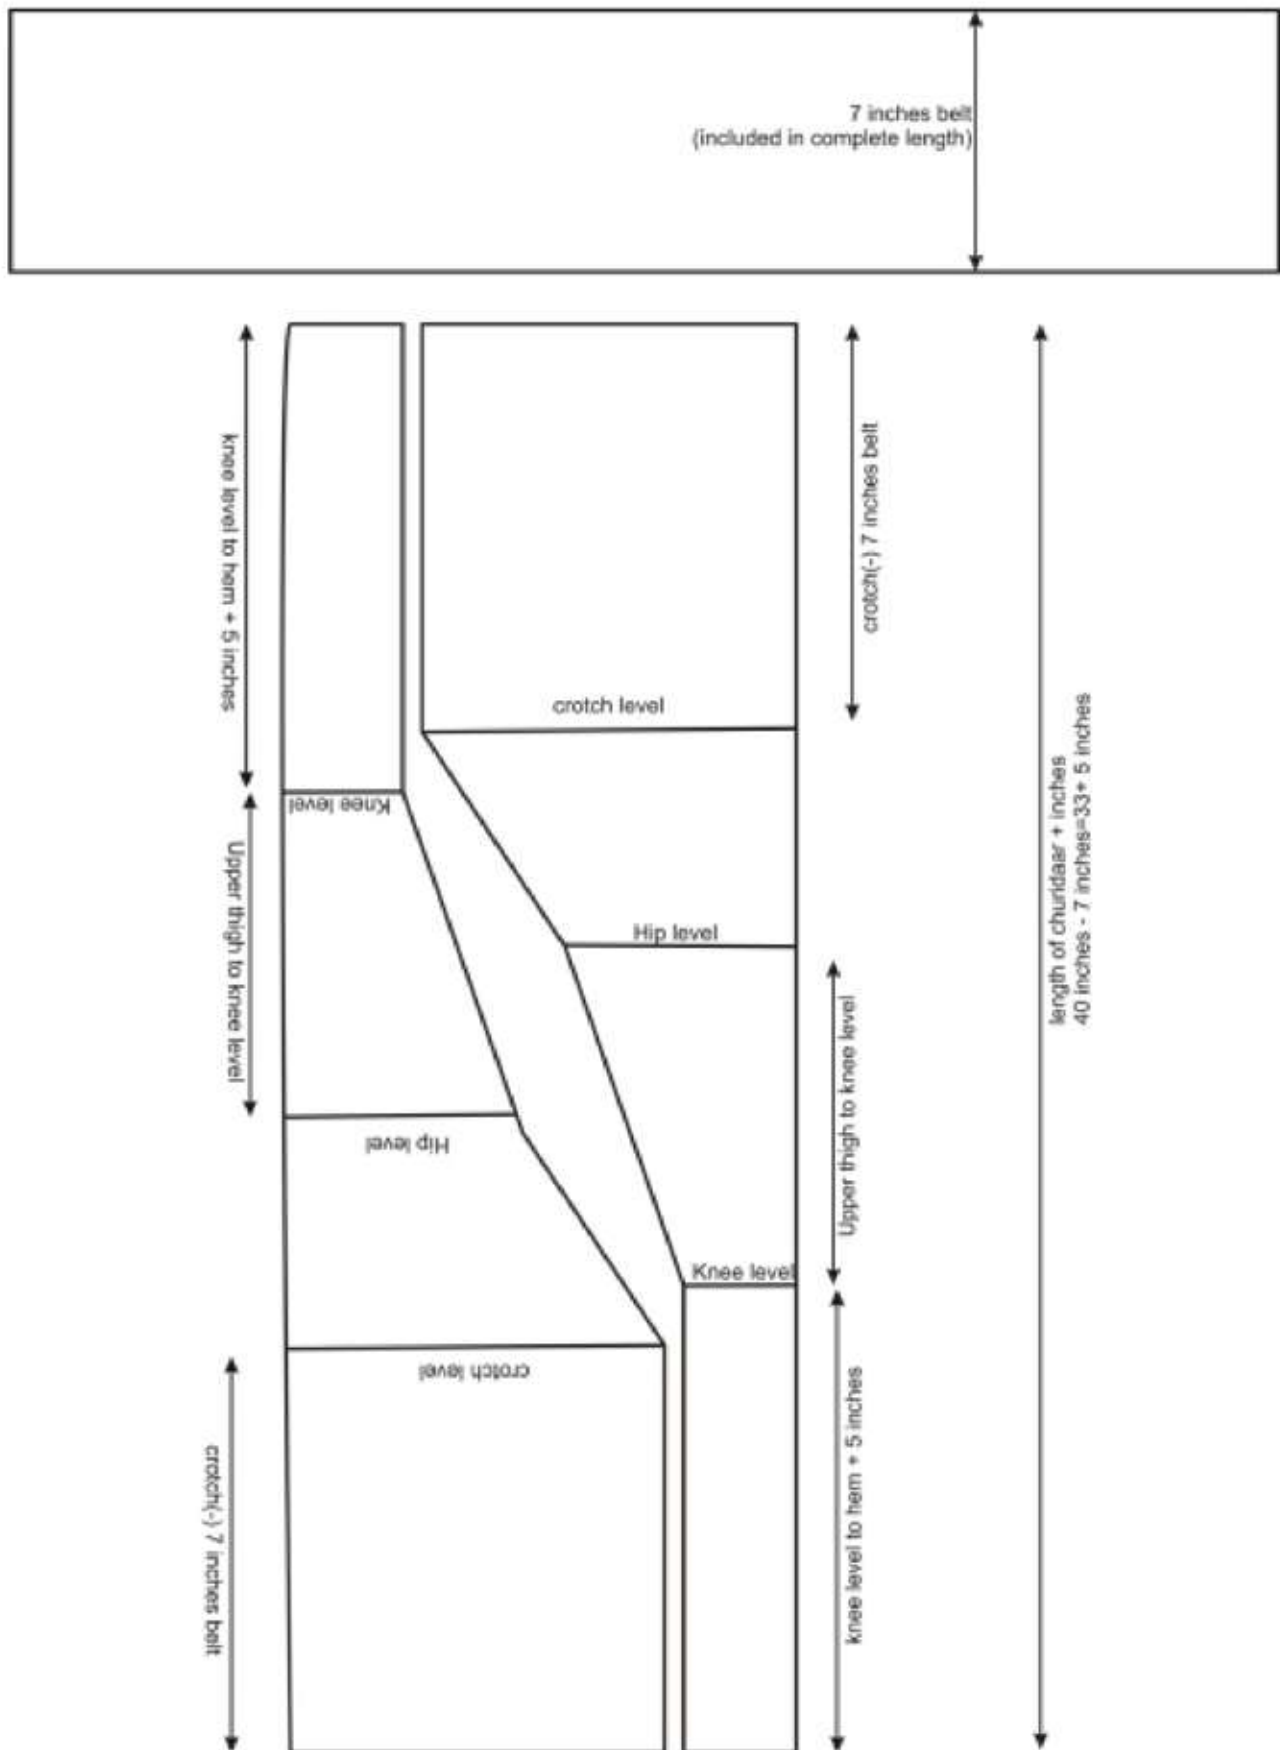 7 inches belt
(included in complete length)
knee level to hem + 5 inches
crotch(-) 7 inches belt
crotch level
Knee level
Upper thigh to knee level
Hip level
length of churidaar + inches
40 inches - 7 inches=33+ 5 inches
Upper thigh to knee level
Hip level
Knee level
crotch level
knee level to hem + 5 inches
crotch(-) 7 inches belt